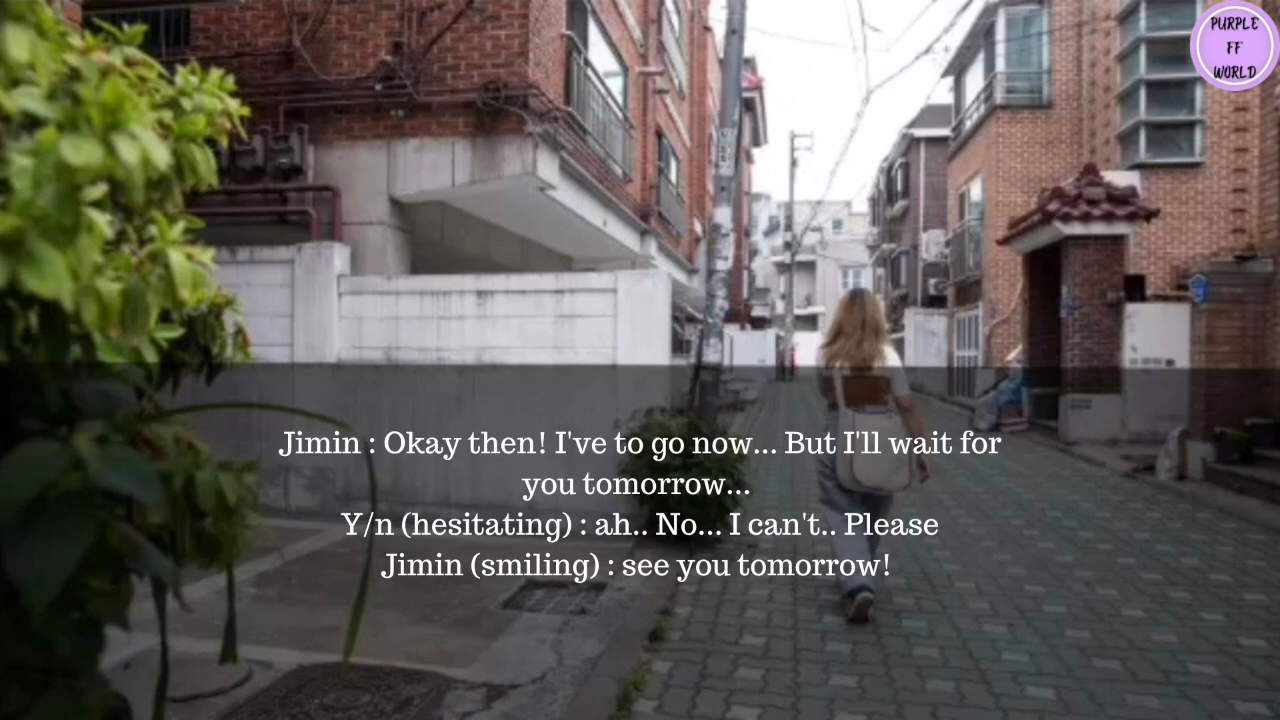 PURPLE
FF
WORLD
Jimin : Okay then! I've to go now... But I'll wait for
you tomorrow...
Y/n (hesitating) : ah.. No... I can't.. Please
Jimin (smiling) : see you tomorrow!